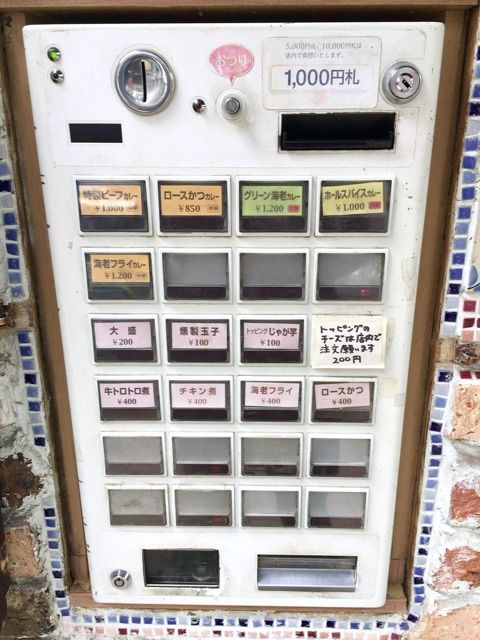 おつり
5,000円札、10,000円札は
店内で両替いたします。
1,000円札
特製ビーフカレー
¥1,000
ロースかつカレー
¥850
グリーン海老カレー
¥1,200
ホールスパイスカレー
¥1,000
海老フライカレー
¥1,200
大盛
¥200
燻製玉子
¥100
トッピングじゃが芋
¥100
トッピングの
チーズは店内で
注文願います
200円
牛トロトロ煮
¥400
チキン煮
¥400
海老フライ
¥400
ロースかつ
¥400